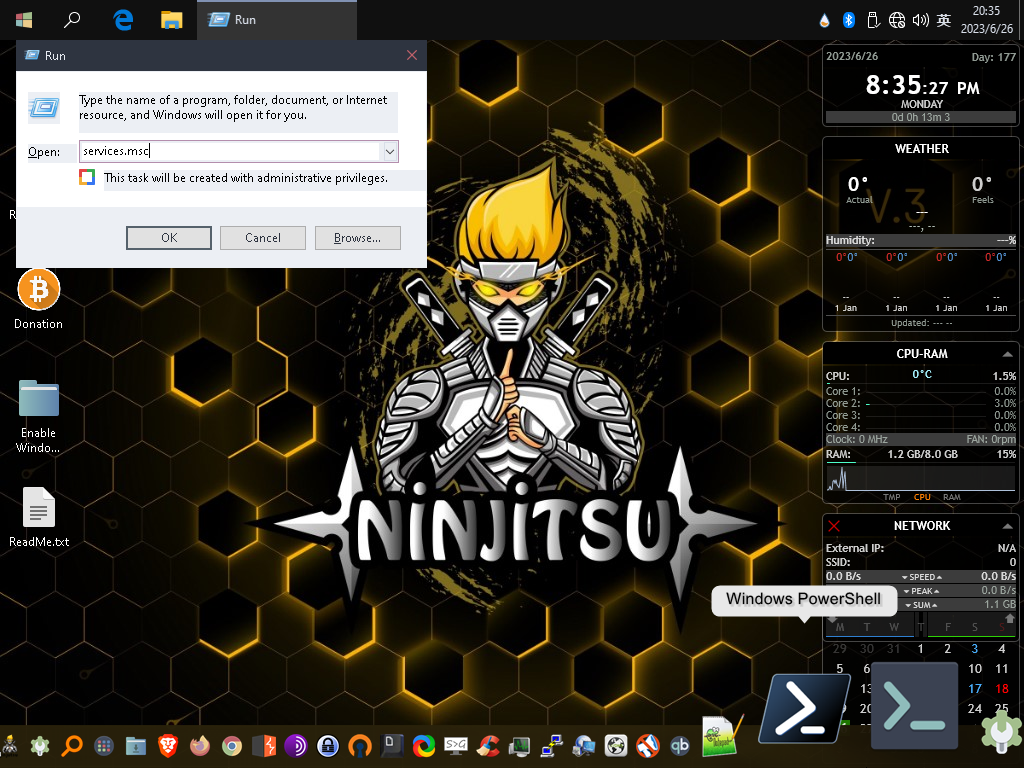 Run
英
20:35
2023/6/26
Run
Type the name of a program, folder, document, or Internet
resource, and Windows will open it for you.
Open:
services.msc
This task will be created with administrative privileges.
OK
Cancel
Browse...
Donation
Enable
Windo...
ReadMe.txt
NINJITSU
2023/6/26
Day: 177
8:35:27 PM
MONDAY
0d 0h 13m 3
WEATHER
0°
0°
Actual
Feels
V.3
---
---, --
Humidity:
---%
0°0°
0°0°
0°0°
0°0°
--
--
--
--
1 Jan
1 Jan
1 Jan
1 Jan
Updated: --- --
CPU-RAM
0°C
CPU:
1.5%
Core 1:
0.0%
Core 2:
3.0%
Core 3:
0.0%
Core 4:
0.0%
Clock: 0 MHz
FAN: 0rpm
RAM:
1.2 GB/8.0 GB
15%
TMP
CPU
RAM
NETWORK
External IP:
N/A
SSID:
0
0.0 B/s
SPEED
0.0 B/s
PEAK
0.0 B/s
SUM
1.1 GB
Windows PowerShell
M T W T F S S
29 30 31 1 2 3 4
5 10 11
17 18
20 24 25